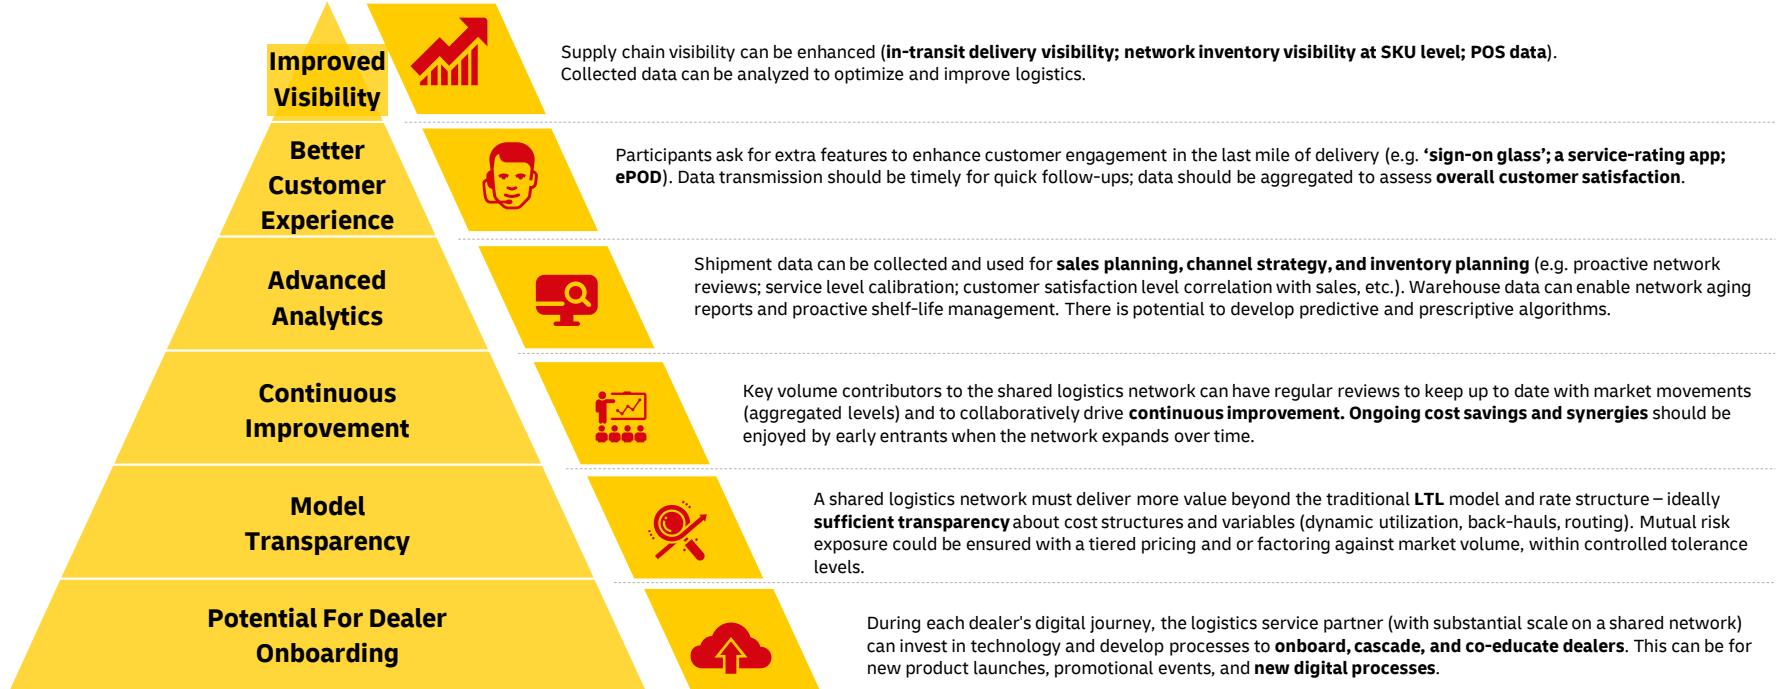 Improved
Visibility
Supply chain visibility can be enhanced (in-transit delivery visibility; network inventory visibility at SKU level; POS data).
Collected data can be analyzed to optimize and improve logistics.
Better
Customer
Experience
Participants ask for extra features to enhance customer engagement in the last mile of delivery (e.g. ‘sign-on glass’; a service-rating app;
ePOD). Data transmission should be timely for quick follow-ups; data should be aggregated to assess overall customer satisfaction.
Advanced
Analytics
Shipment data can be collected and used for sales planning, channel strategy, and inventory planning (e.g. proactive network
reviews; service level calibration; customer satisfaction level correlation with sales, etc.). Warehouse data can enable network aging
reports and proactive shelf-life management. There is potential to develop predictive and prescriptive algorithms.
Continuous
Improvement
Key volume contributors to the shared logistics network can have regular reviews to keep up to date with market movements
(aggregated levels) and to collaboratively drive continuous improvement. Ongoing cost savings and synergies should be
enjoyed by early entrants when the network expands over time.
Model
Transparency
A shared logistics network must deliver more value beyond the traditional LTL model and rate structure – ideally
sufficient transparency about cost structures and variables (dynamic utilization, back-hauls, routing). Mutual risk
exposure could be ensured with a tiered pricing and or factoring against market volume, within controlled tolerance
levels.
Potential For Dealer
Onboarding
During each dealer's digital journey, the logistics service partner (with substantial scale on a shared network)
can invest in technology and develop processes to onboard, cascade, and co-educate dealers. This can be for
new product launches, promotional events, and new digital processes.